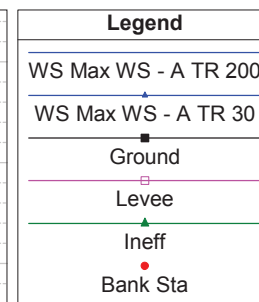 Legend
WS Max WS - A TR 200
WS Max WS - A TR 30
Ground
Levee
Ineff
Bank Sta